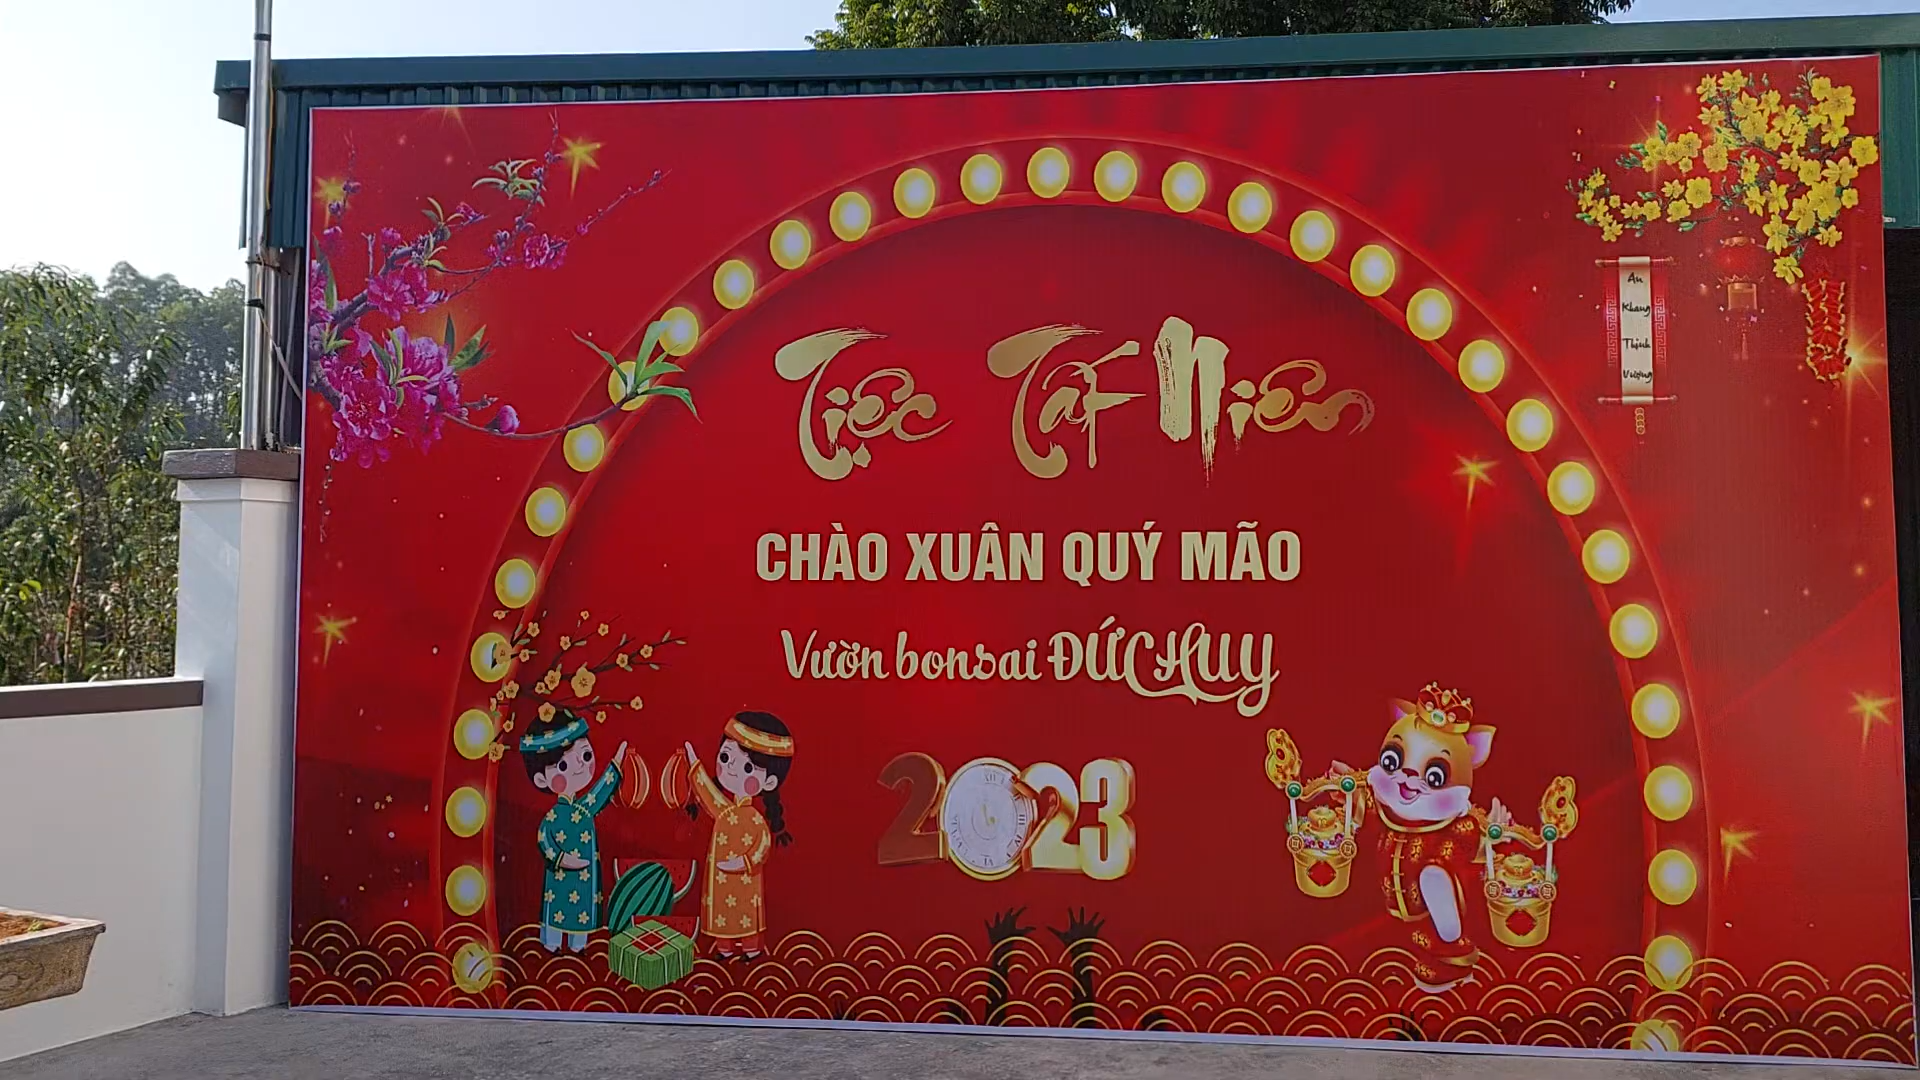 Tiệc Tất Niên
CHÀO XUÂN QUÝ MÃO
Vườn bonsai ĐỨC HUY
2023
An
Khang
Thịnh
Vượng